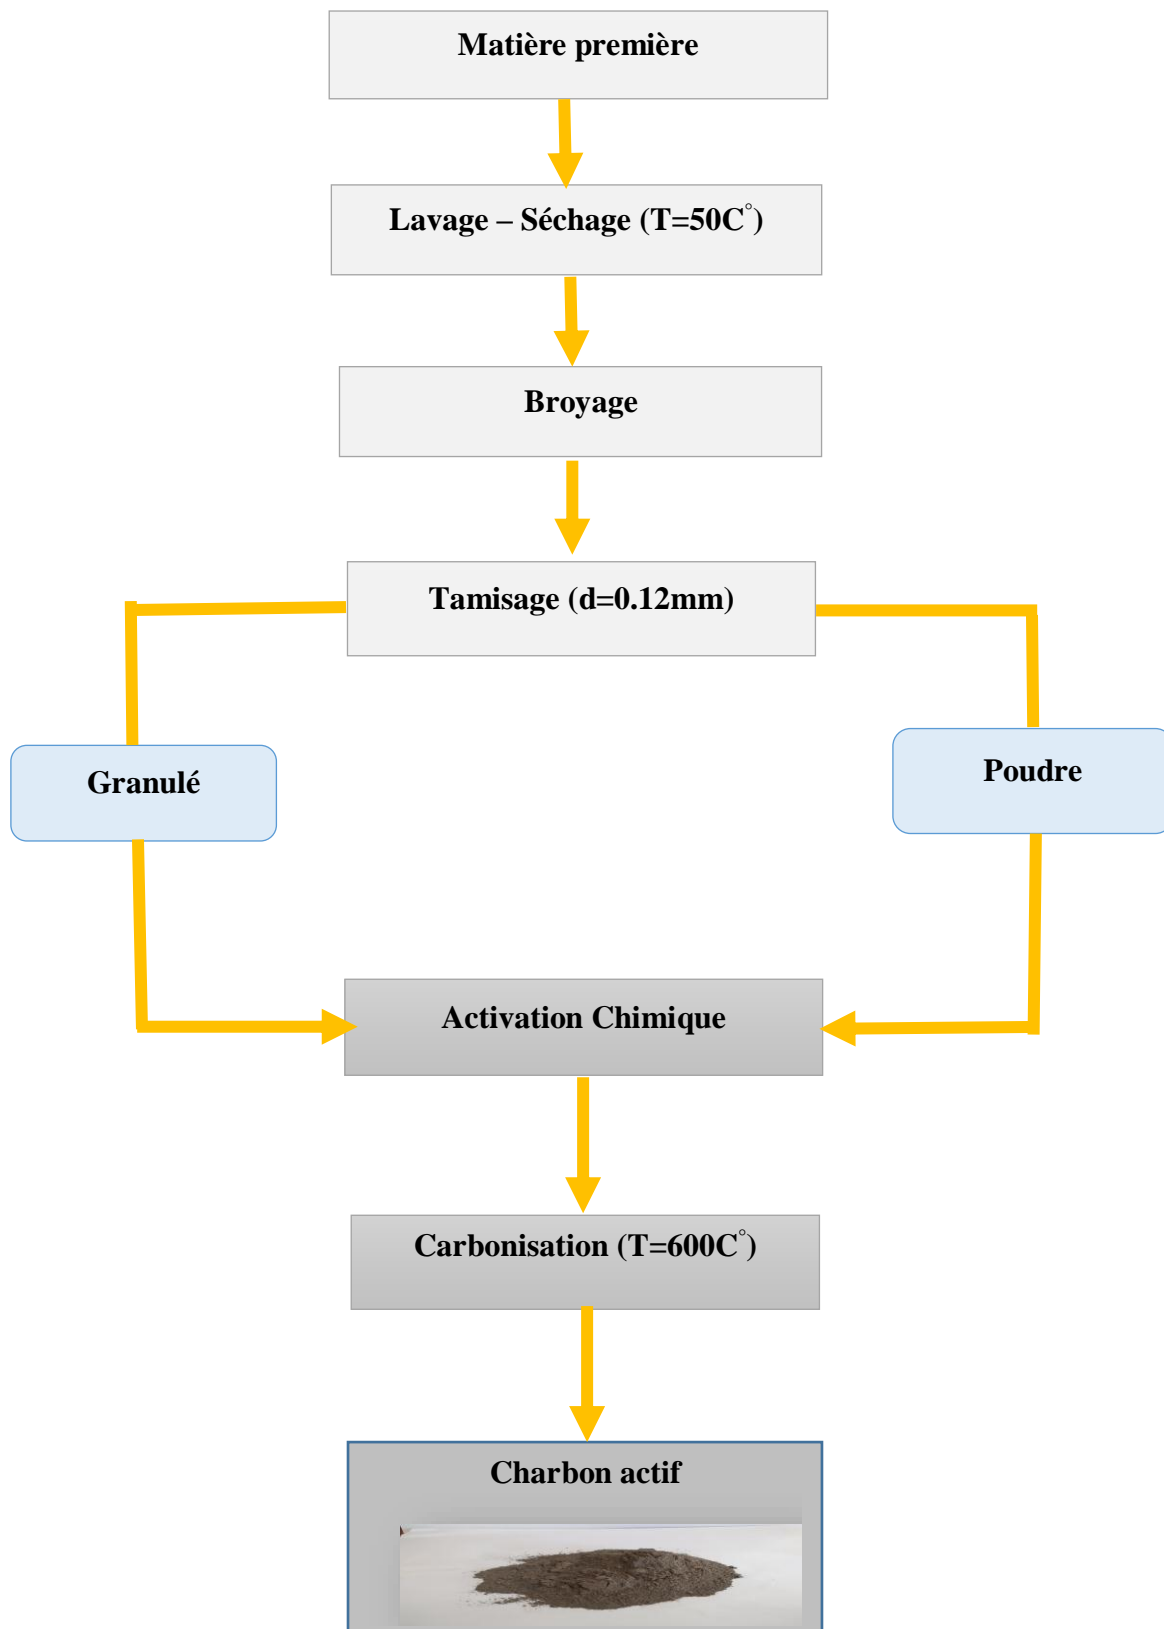 Matière première
Lavage – Séchage (T=50C°)
Broyage
Tamisage (d=0.12mm)
Granulé
Poudre
Activation Chimique
Carbonisation (T=600C°)
Charbon actif